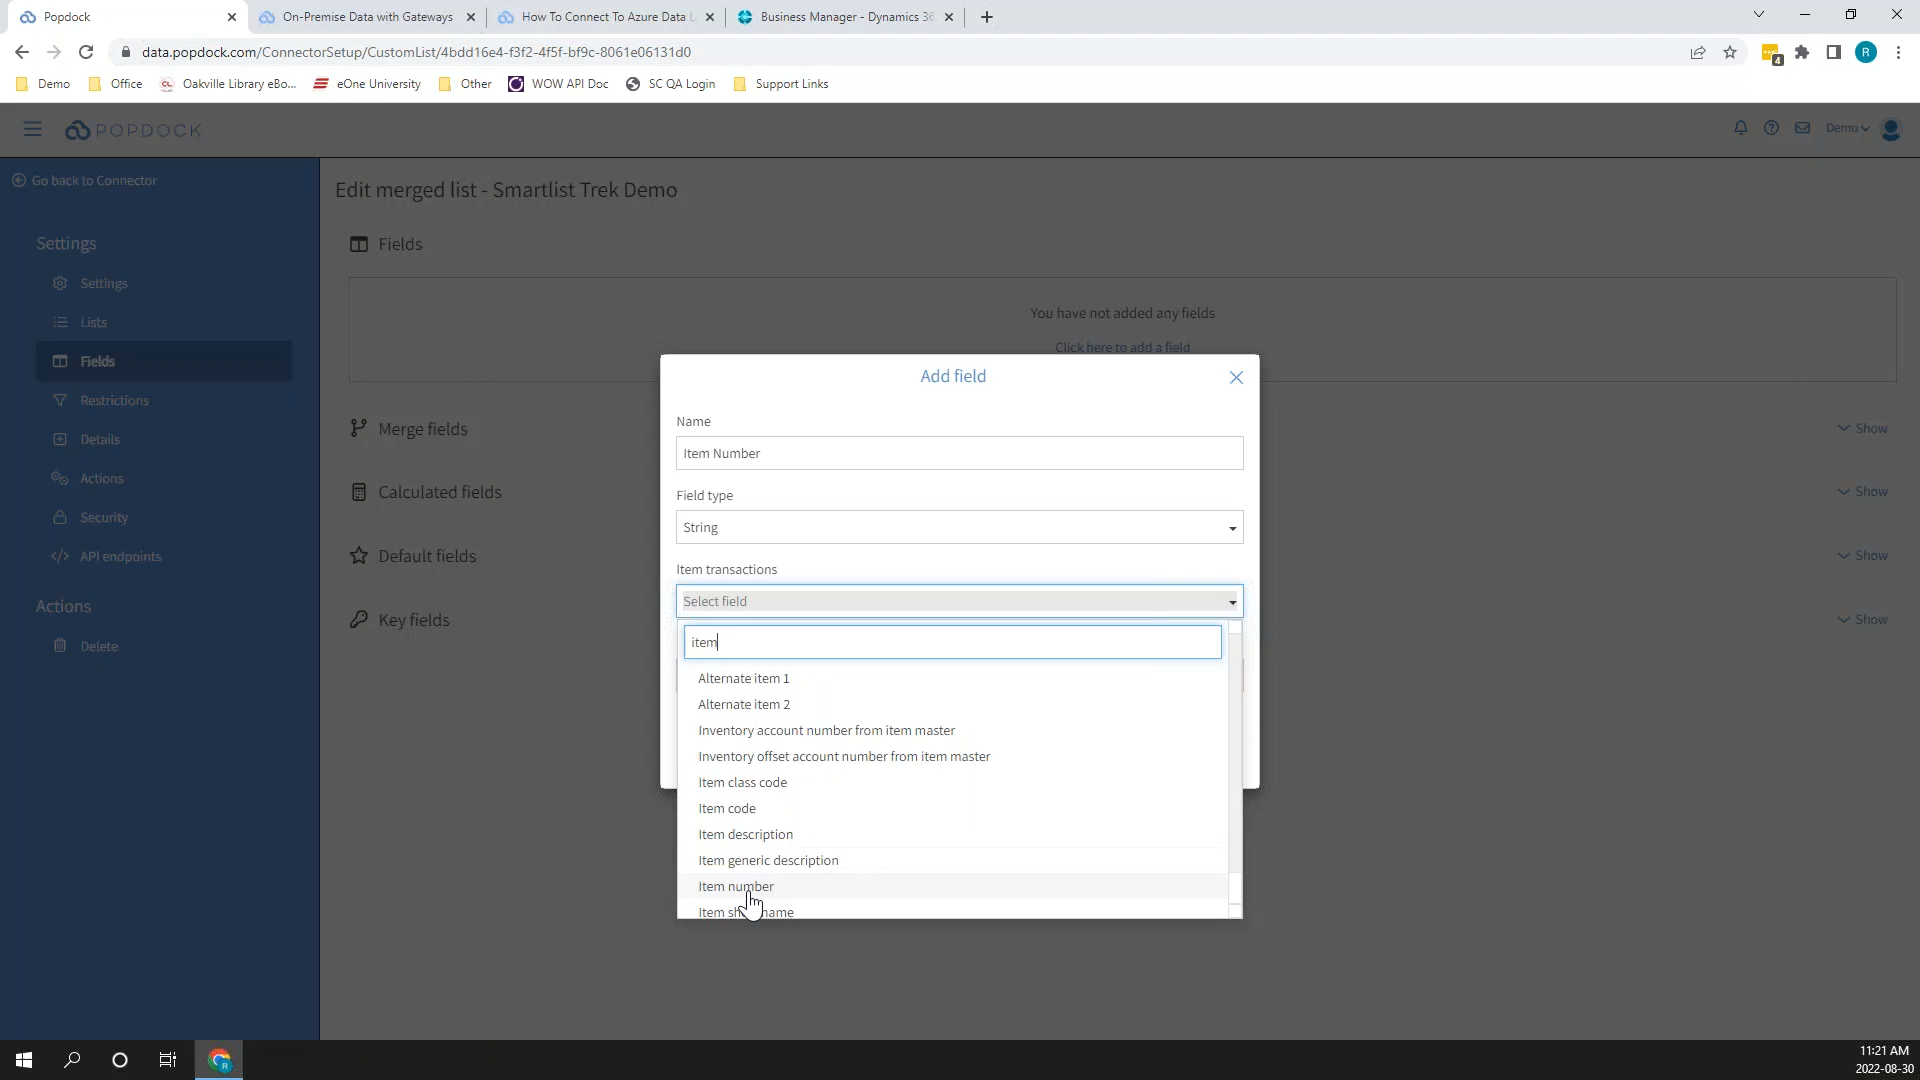 Popdock
On-Premise Data with Gateways
How To Connect To Azure Data L
Business Manager - Dynamics 36
data.popdock.com/ConnectorSetup/CustomList/4bdd16e4-f3f2-4f5f-bf9c-8061e06131d0
4
R
Demo
Office
CL
Oakville Library eBo...
eOne University
Other
WOW API Doc
SC QA Login
Support Links
POPDOCK
Demo
Go back to Connector
Edit merged list - Smartlist Trek Demo
Settings
Fields
Settings
You have not added any fields
Lists
Click here to add a field
Fields
Add field
Restrictions
Name
Merge fields
Show
Details
Item Number
Actions
Field type
Calculated fields
Show
Security
String
API endpoints
Default fields
Show
Item transactions
Actions
Select field
Key fields
Show
Delete
item
Alternate item 1
Alternate item 2
Inventory account number from item master
Inventory offset account number from item master
Item class code
Item code
Item description
Item generic description
Item number
Item name
R
11:21 AM
2022-08-30